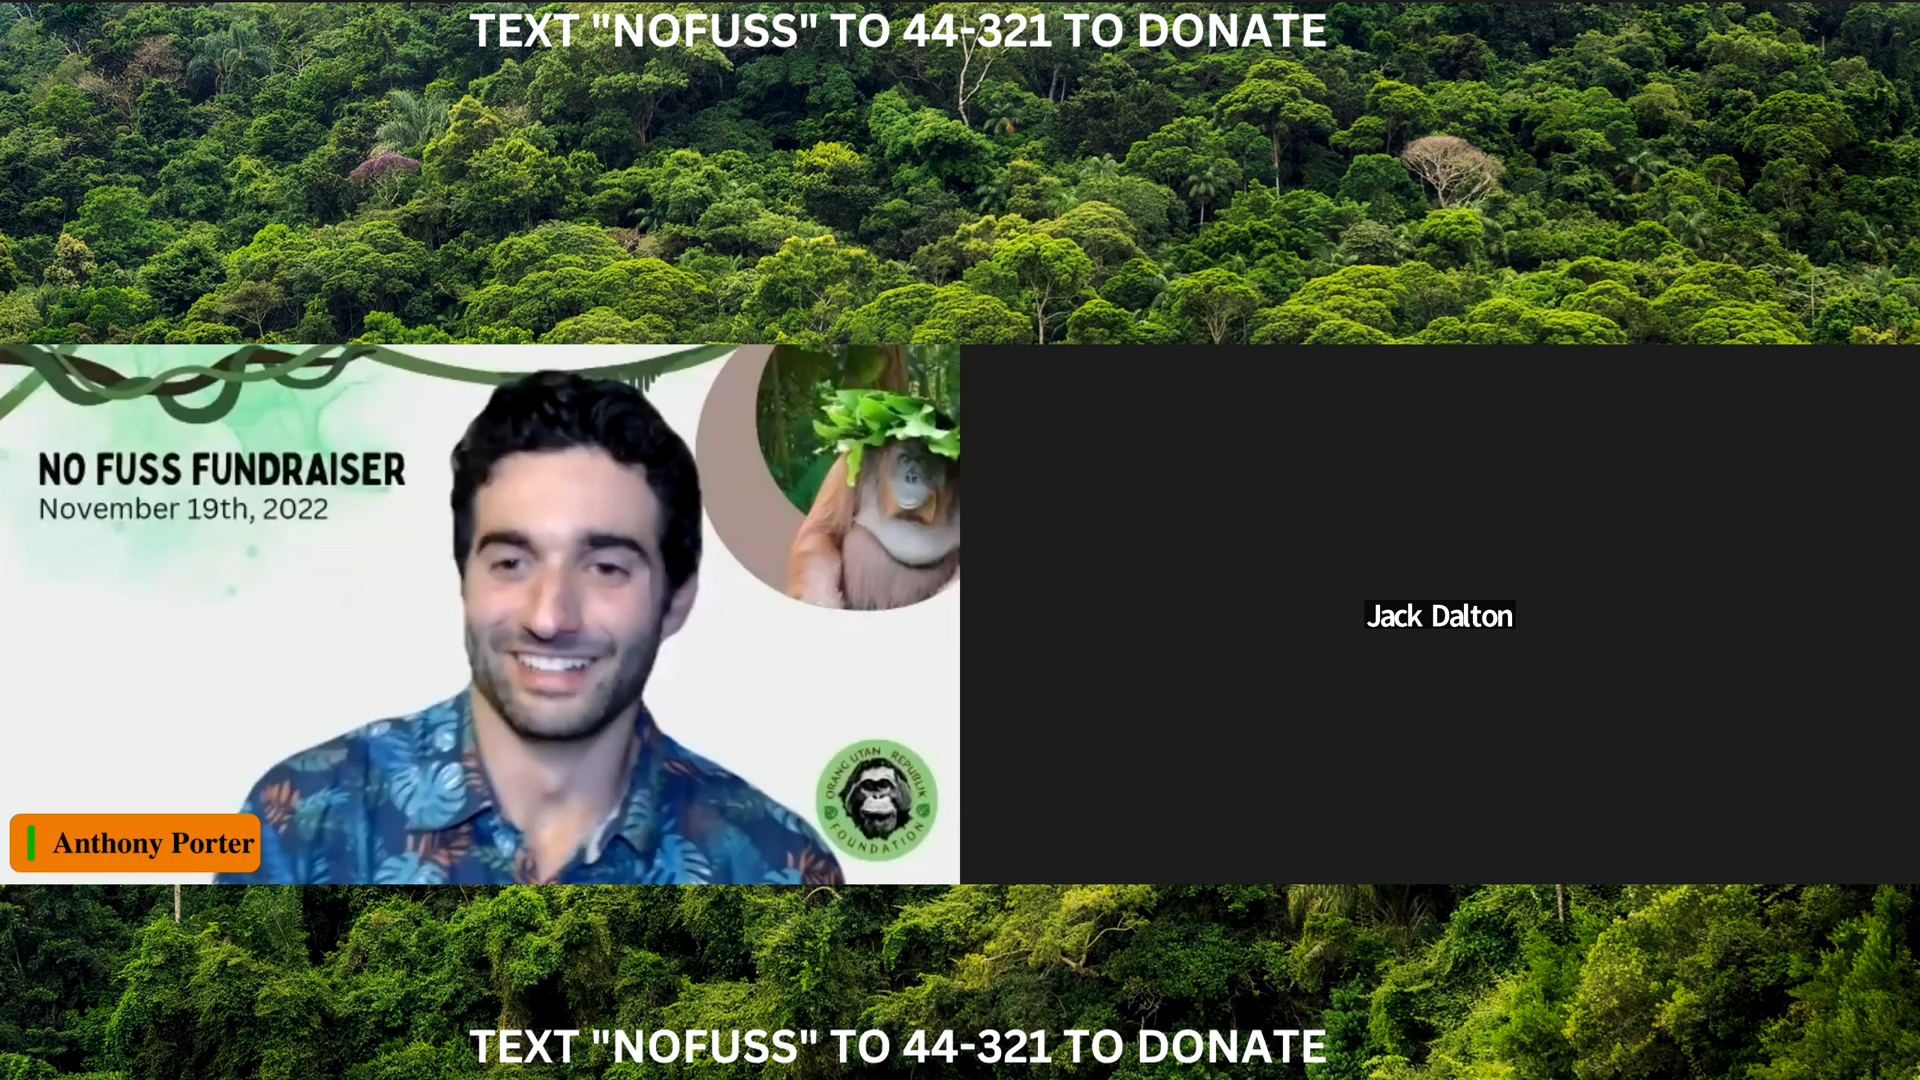 TEXT "NOFUSS" TO 44-321 TO DONATE
NO FUSS FUNDRAISER
November 19th, 2022
Jack Dalton
ORANG UTAN REPUBLIK
FOUNDATION
Anthony Porter
TEXT "NOFUSS" TO 44-321 TO DONATE